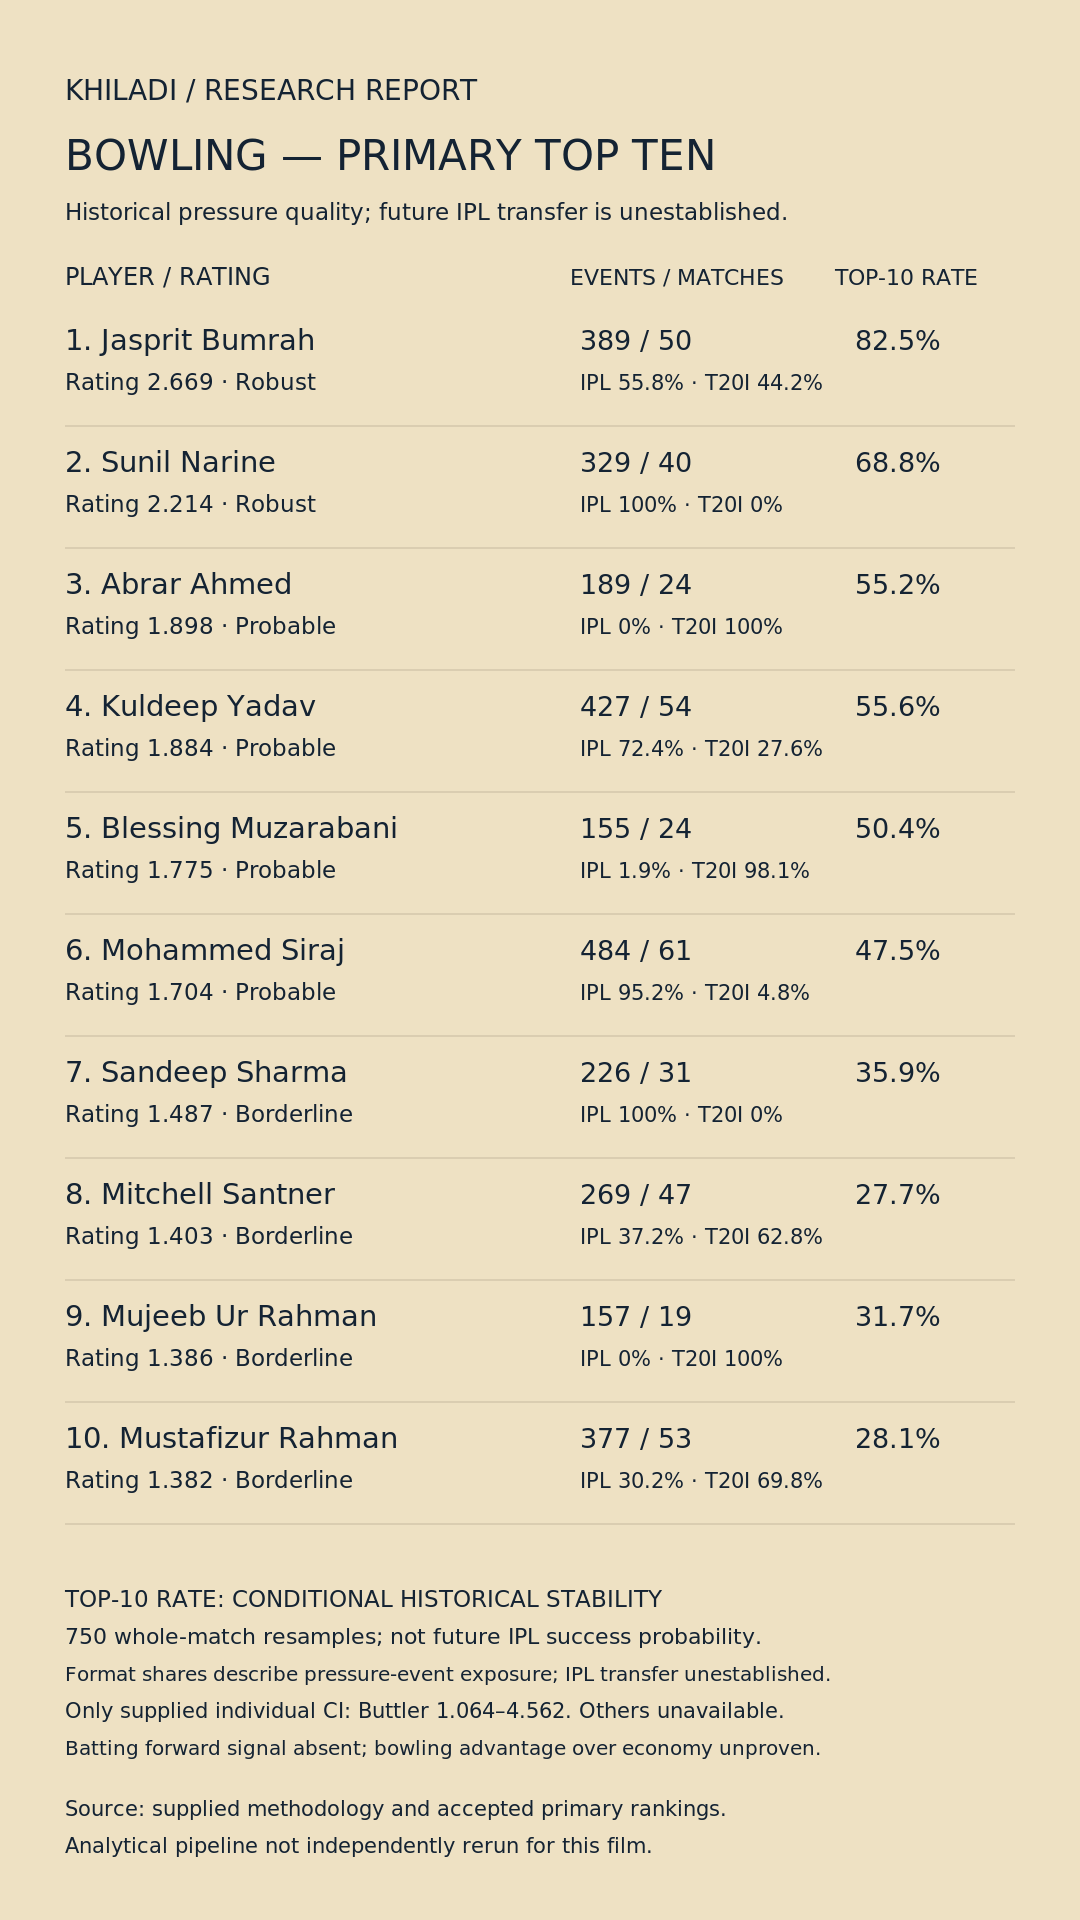 KHILADI / RESEARCH REPORT
BOWLING — PRIMARY TOP TEN
Historical pressure quality; future IPL transfer is unestablished.
PLAYER / RATING EVENTS / MATCHES TOP-10 RATE
1. Jasprit Bumrah 389 / 50 82.5%
Rating 2.669 · Robust IPL 55.8% · T20I 44.2%
2. Sunil Narine 329 / 40 68.8%
Rating 2.214 · Robust IPL 100% · T20I 0%
3. Abrar Ahmed 189 / 24 55.2%
Rating 1.898 · Probable IPL 0% · T20I 100%
4. Kuldeep Yadav 427 / 54 55.6%
Rating 1.884 · Probable IPL 72.4% · T20I 27.6%
5. Blessing Muzarabani 155 / 24 50.4%
Rating 1.775 · Probable IPL 1.9% · T20I 98.1%
6. Mohammed Siraj 484 / 61 47.5%
Rating 1.704 · Probable IPL 95.2% · T20I 4.8%
7. Sandeep Sharma 226 / 31 35.9%
Rating 1.487 · Borderline IPL 100% · T20I 0%
8. Mitchell Santner 269 / 47 27.7%
Rating 1.403 · Borderline IPL 37.2% · T20I 62.8%
9. Mujeeb Ur Rahman 157 / 19 31.7%
Rating 1.386 · Borderline IPL 0% · T20I 100%
10. Mustafizur Rahman 377 / 53 28.1%
Rating 1.382 · Borderline IPL 30.2% · T20I 69.8%
TOP-10 RATE: CONDITIONAL HISTORICAL STABILITY
750 whole-match resamples; not future IPL success probability.
Format shares describe pressure-event exposure; IPL transfer unestablished.
Only supplied individual CI: Buttler 1.064–4.562. Others unavailable.
Batting forward signal absent; bowling advantage over economy unproven.
Source: supplied methodology and accepted primary rankings.
Analytical pipeline not independently rerun for this film.